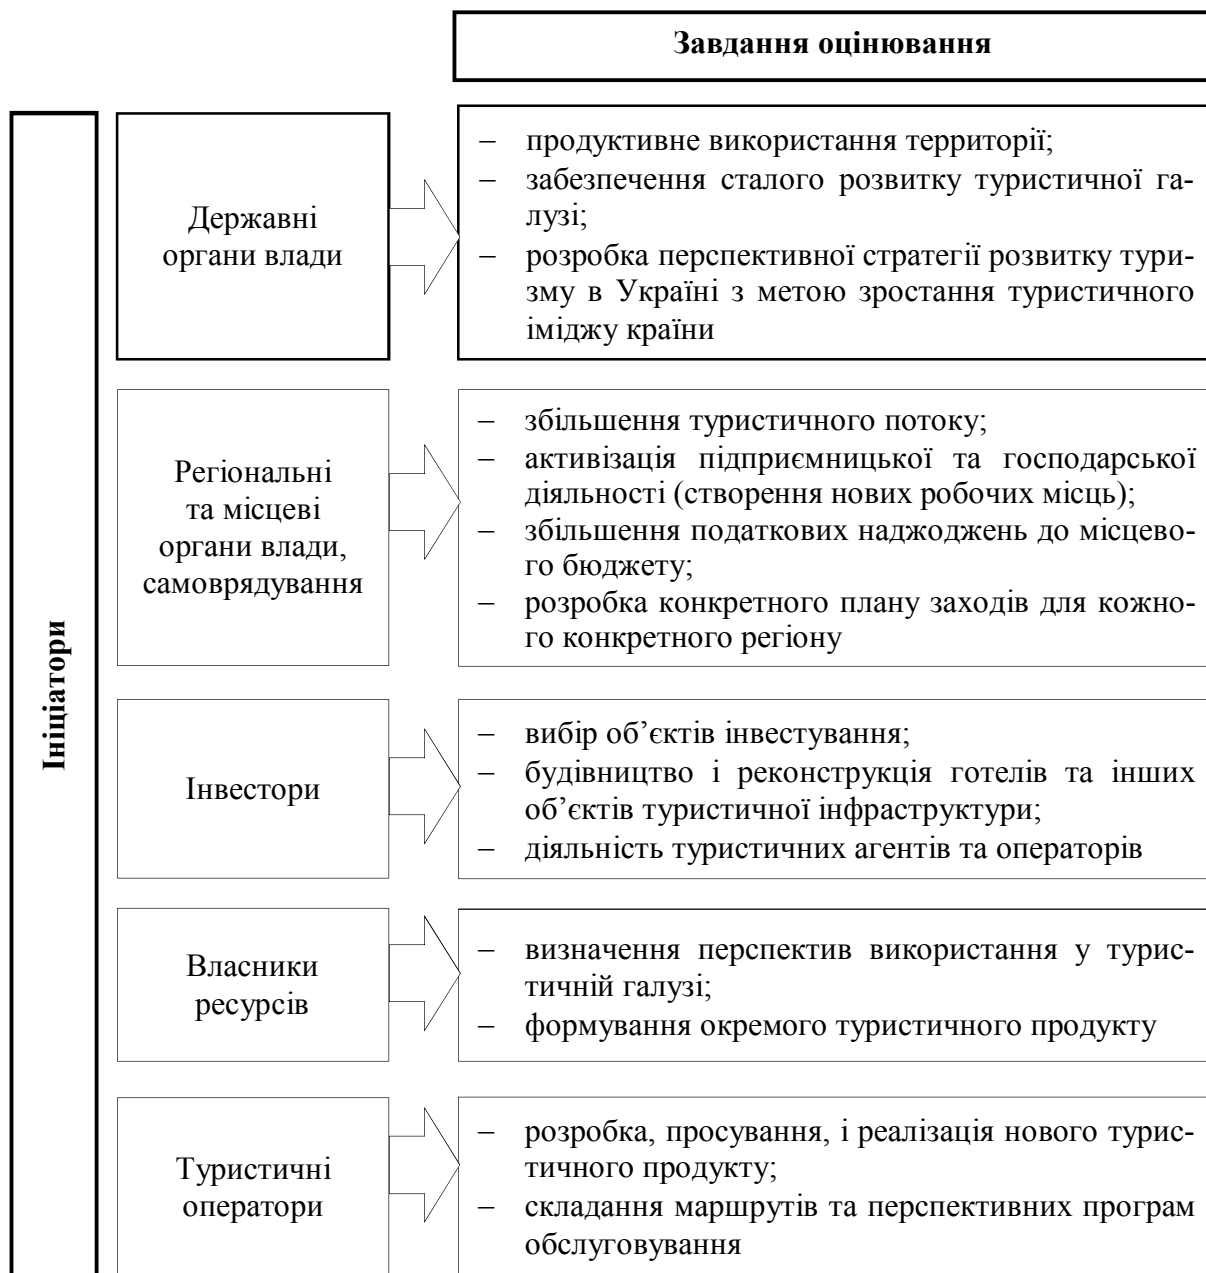 Завдання оцінювання
Ініціатори
Державні
органи влади
– продуктивне використання територрії;
– забезпечення сталого розвитку туристичної га-
лузі;
– розробка перспективної стратегії розвитку тури-
зму в Україні з метою зростання туристичного
іміджу країни
Регіональні
та місцеві
органи влади,
самоврядування
– збільшення туристичного потоку;
– активізація підприємницької та господарської
діяльності (створення нових робочих місць);
– збільшення податкових наджоджень до місцево-
го бюджету;
– розробка конкретного плану заходів для кожно-
го конкретного регіону
Інвестори
– вибір об’єктів інвестування;
– будівництво і реконструкція готелів та інших
об’єктів туристичної інфраструктури;
– діяльність туристичних агентів та операторів
Власники
ресурсів
– визначення перспектив використання у турис-
тичній галузі;
– формування окремого туристичного продукту
Туристичні
оператори
– розробка, просування, і реалізація нового турис-
тичного продукту;
– складання маршрутів та перспективних програм
обслуговування